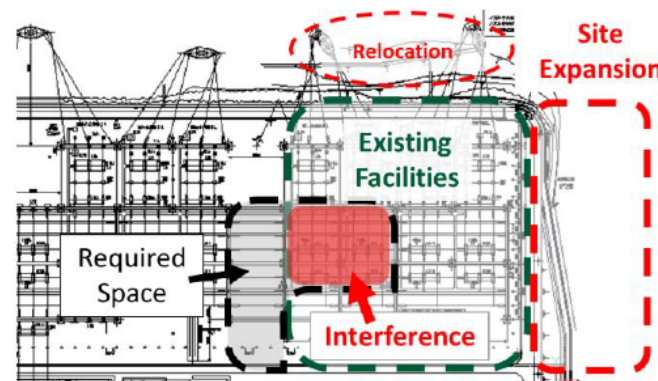 Relocation
Site
Expansion
Existing
Facilities
Required
Space
Interference